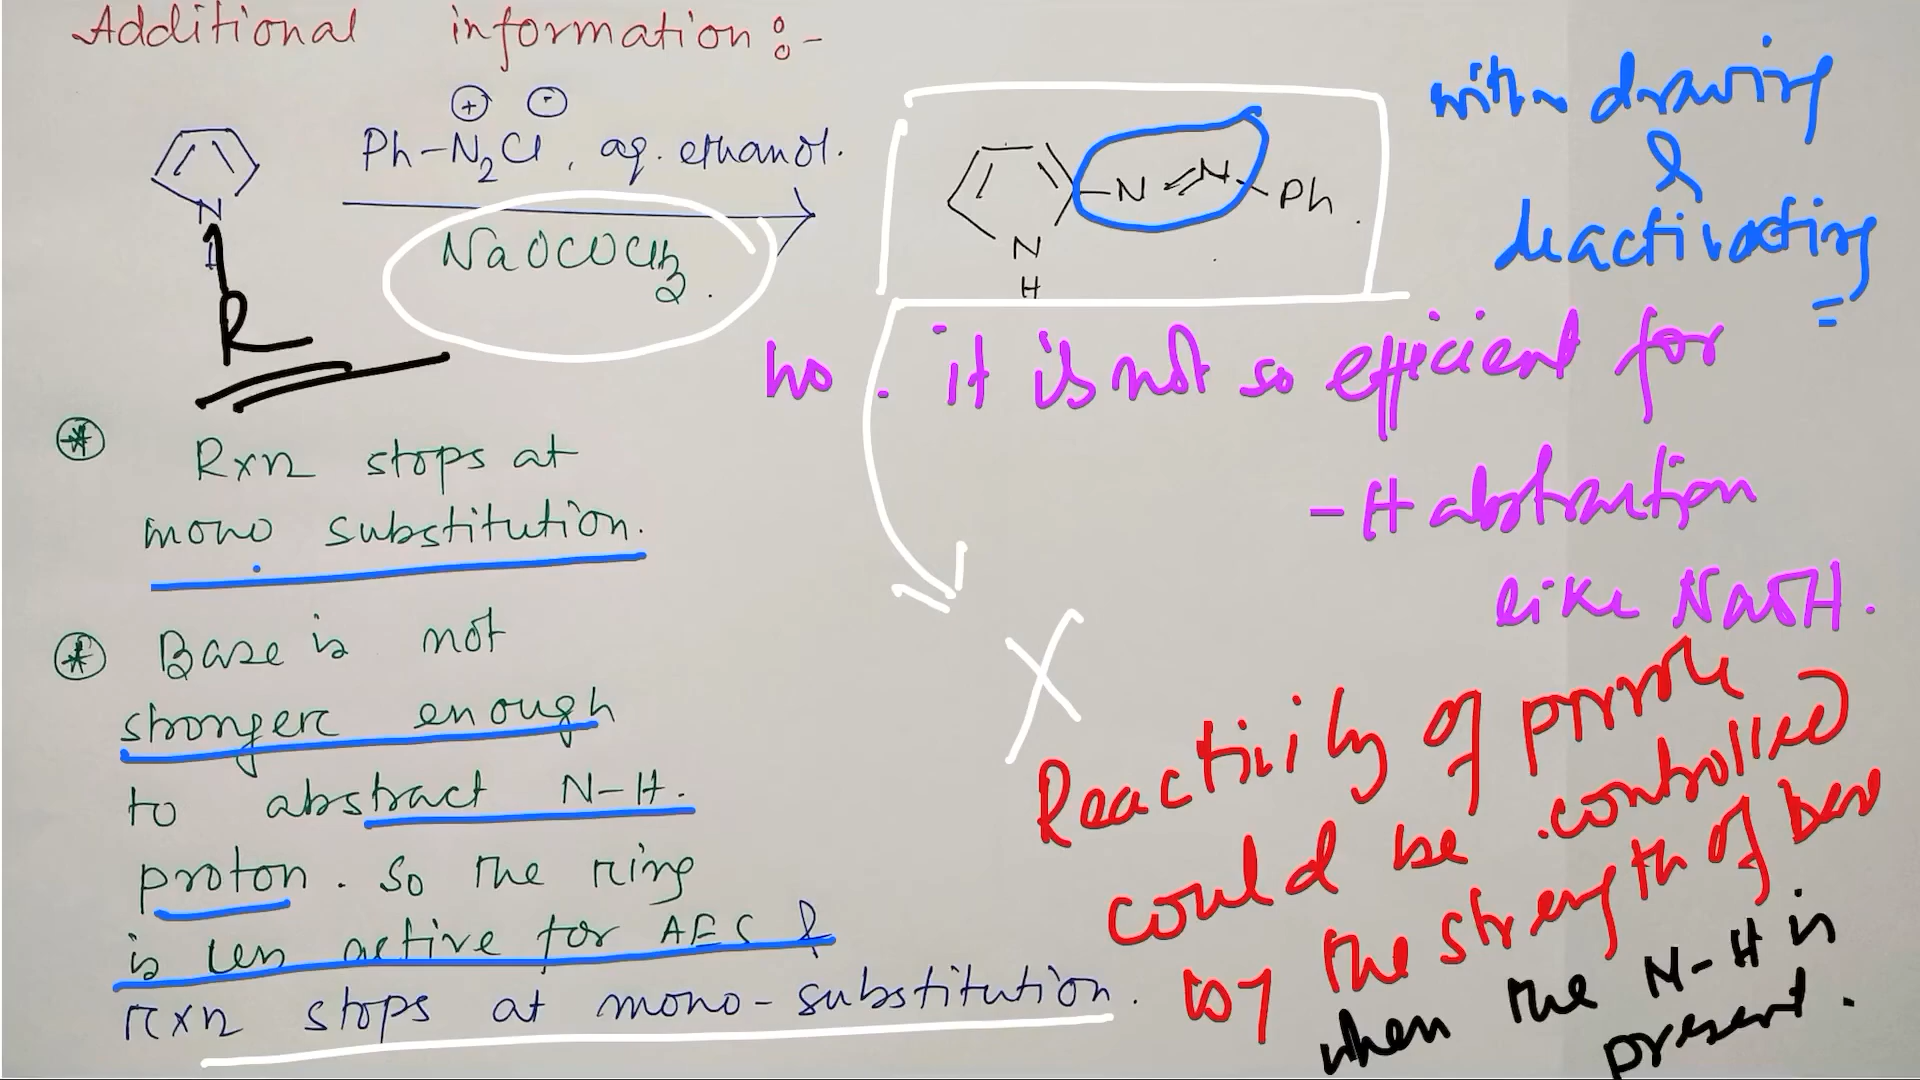 Additional information :-
+ -
Ph-N2Cl, aq. ethanol.
NaOCOCH3.
N
R
N = N - Ph.
N
H
withdrawing
&
deactivating
no. it is not so efficient for
- H abstraction
like NaOH.
* Rxn stops at
mono substitution.
* Base is not
stronger enough
to abstract N-H.
proton. So the ring
is less active for AES &
rxn stops at mono-substitution.
X
Reactivity of pyrrole
could be controlled
by the strength of base
when the N-H is
present.